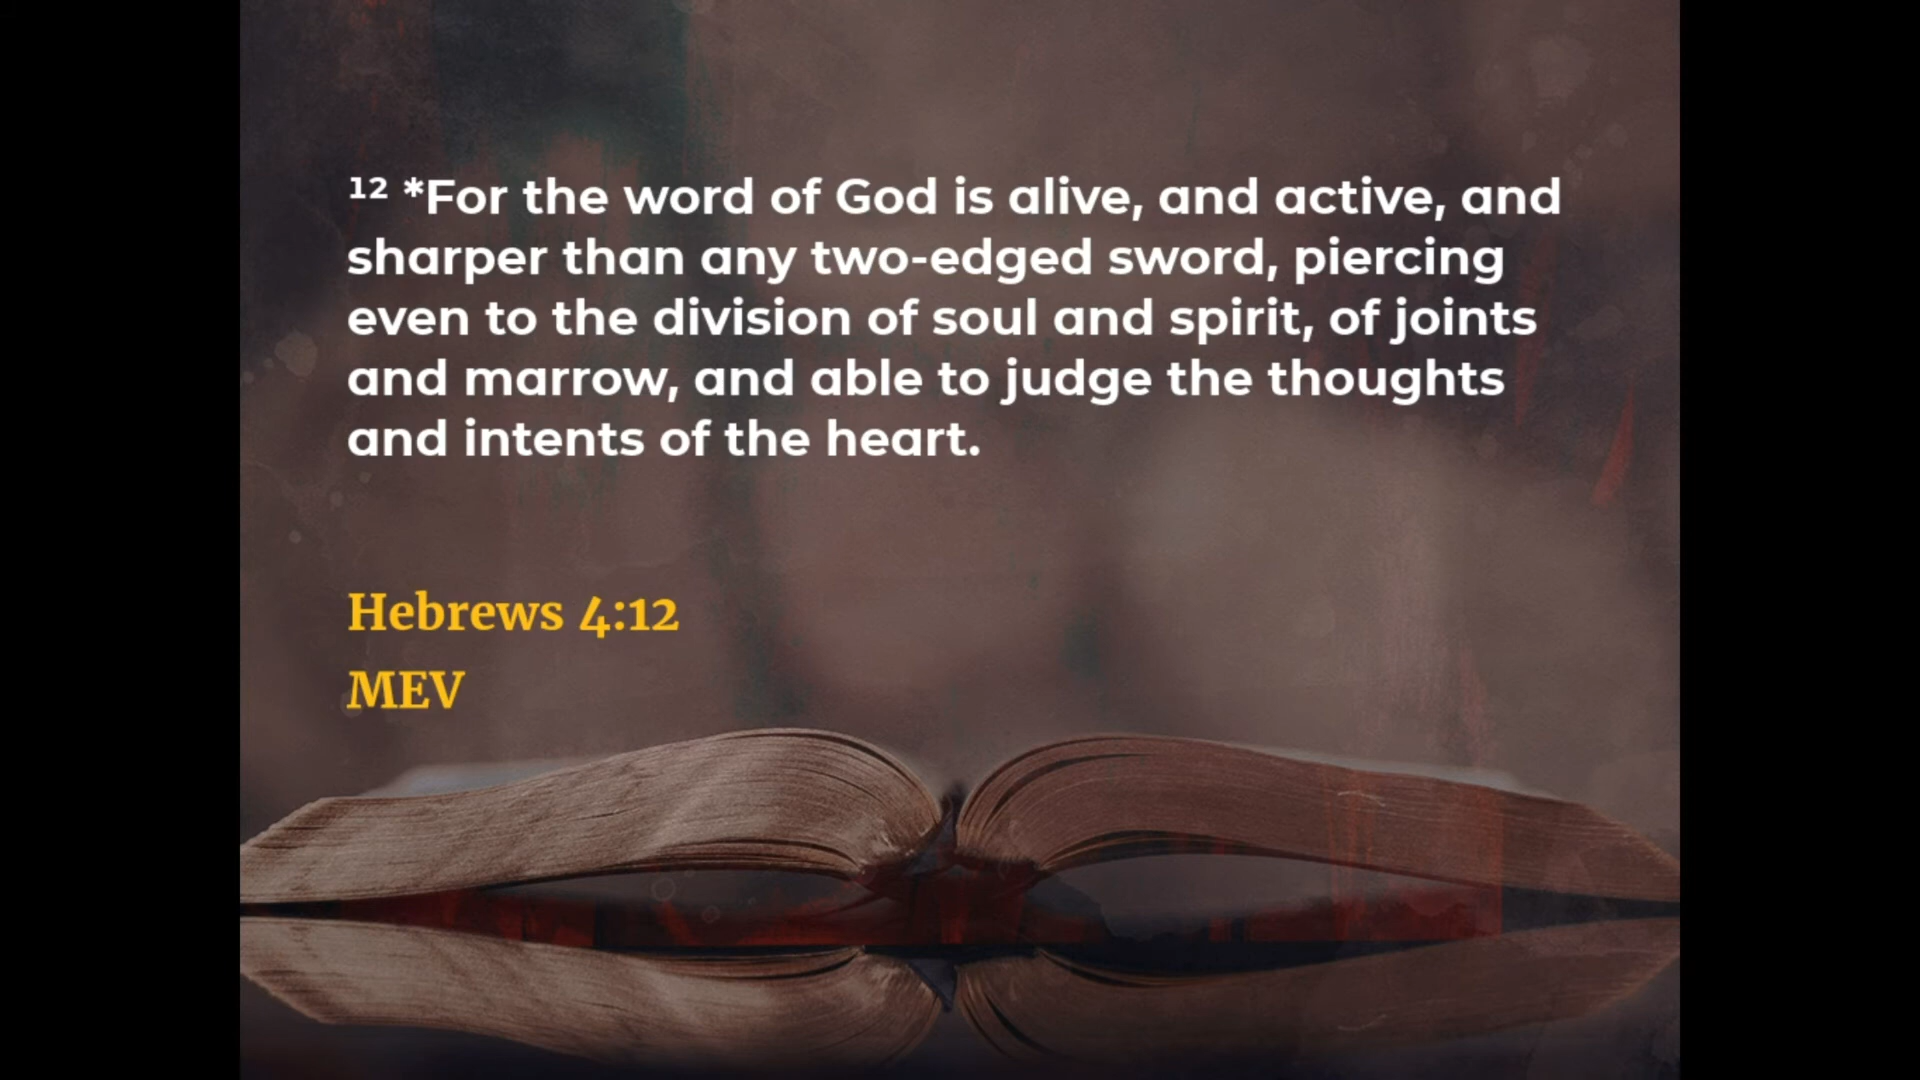 ¹² *For the word of God is alive, and active, and
sharper than any two-edged sword, piercing
even to the division of soul and spirit, of joints
and marrow, and able to judge the thoughts
and intents of the heart.
Hebrews 4:12
MEV